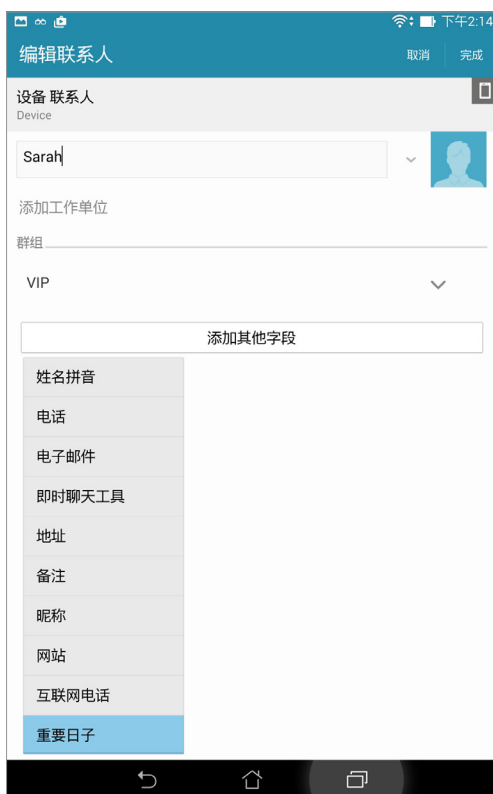 下午2:14
编辑联系人
取消
完成
设备 联系人
Device
Sarah
添加工作单位
群组
VIP
添加其他字段
姓名拼音
电话
电子邮件
即时聊天工具
地址
备注
昵称
网站
互联网电话
重要日子